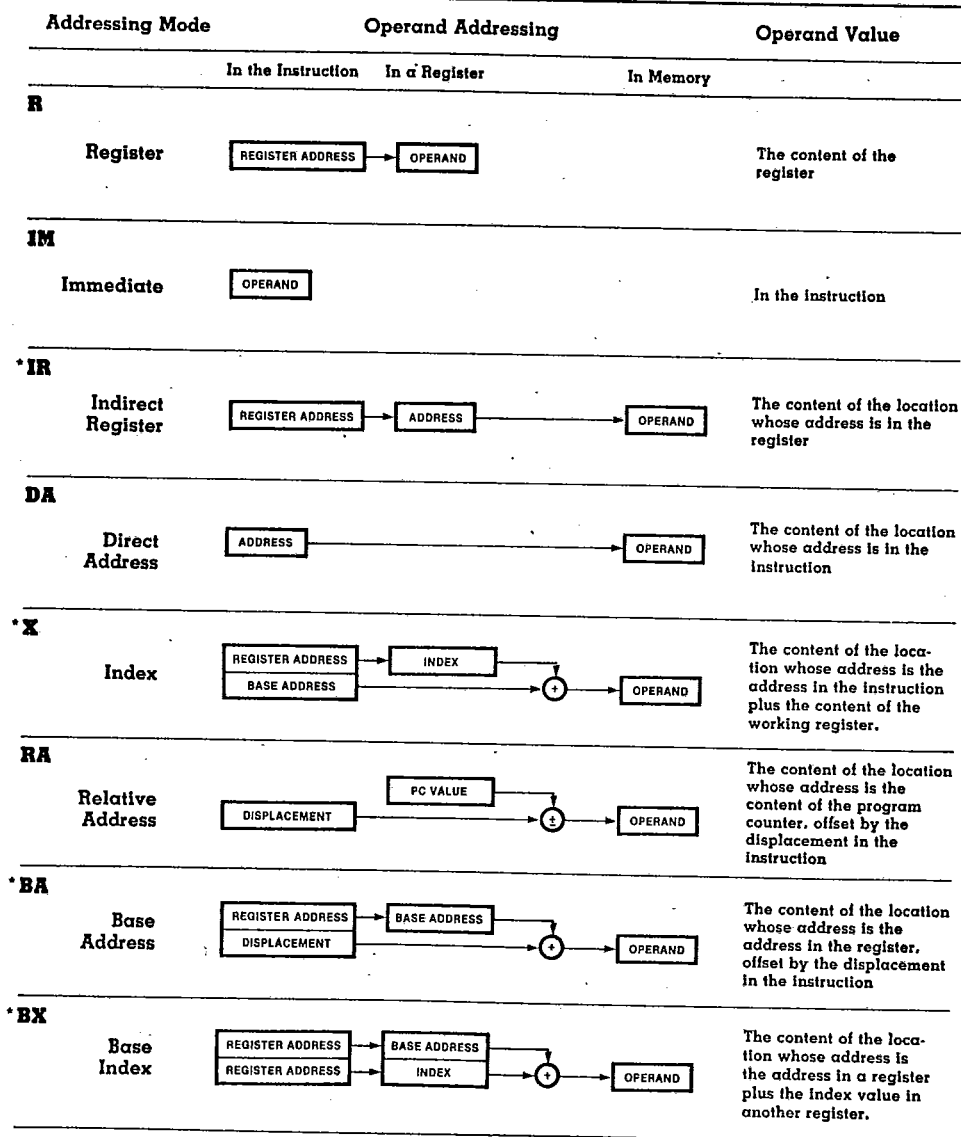 Addressing Mode Operand Addressing Operand Value
In the Instruction In a Register In Memory
R
Register REGISTER ADDRESS OPERAND The content of the
register
IM
Immediate OPERAND In the instruction
*IR
Indirect
Register REGISTER ADDRESS ADDRESS OPERAND The content of the location
whose address is in the
register
DA
Direct
Address ADDRESS OPERAND The content of the location
whose address is in the
instruction
*X
Index REGISTER ADDRESS INDEX
BASE ADDRESS + OPERAND
The content of the loca-
tion whose address is the
address in the instruction
plus the content of the
working register.
RA
Relative
Address PC VALUE
DISPLACEMENT ± OPERAND
The content of the location
whose address is the
content of the program
counter, offset by the
displacement in the
instruction
*BA
Base
Address REGISTER ADDRESS BASE ADDRESS
DISPLACEMENT + OPERAND
The content of the location
whose address is the
address in the register,
offset by the displacement
in the instruction
*BX
Base
Index REGISTER ADDRESS BASE ADDRESS
REGISTER ADDRESS INDEX + OPERAND
The content of the loca-
tion whose address is
the address in a register
plus the index value in
another register.